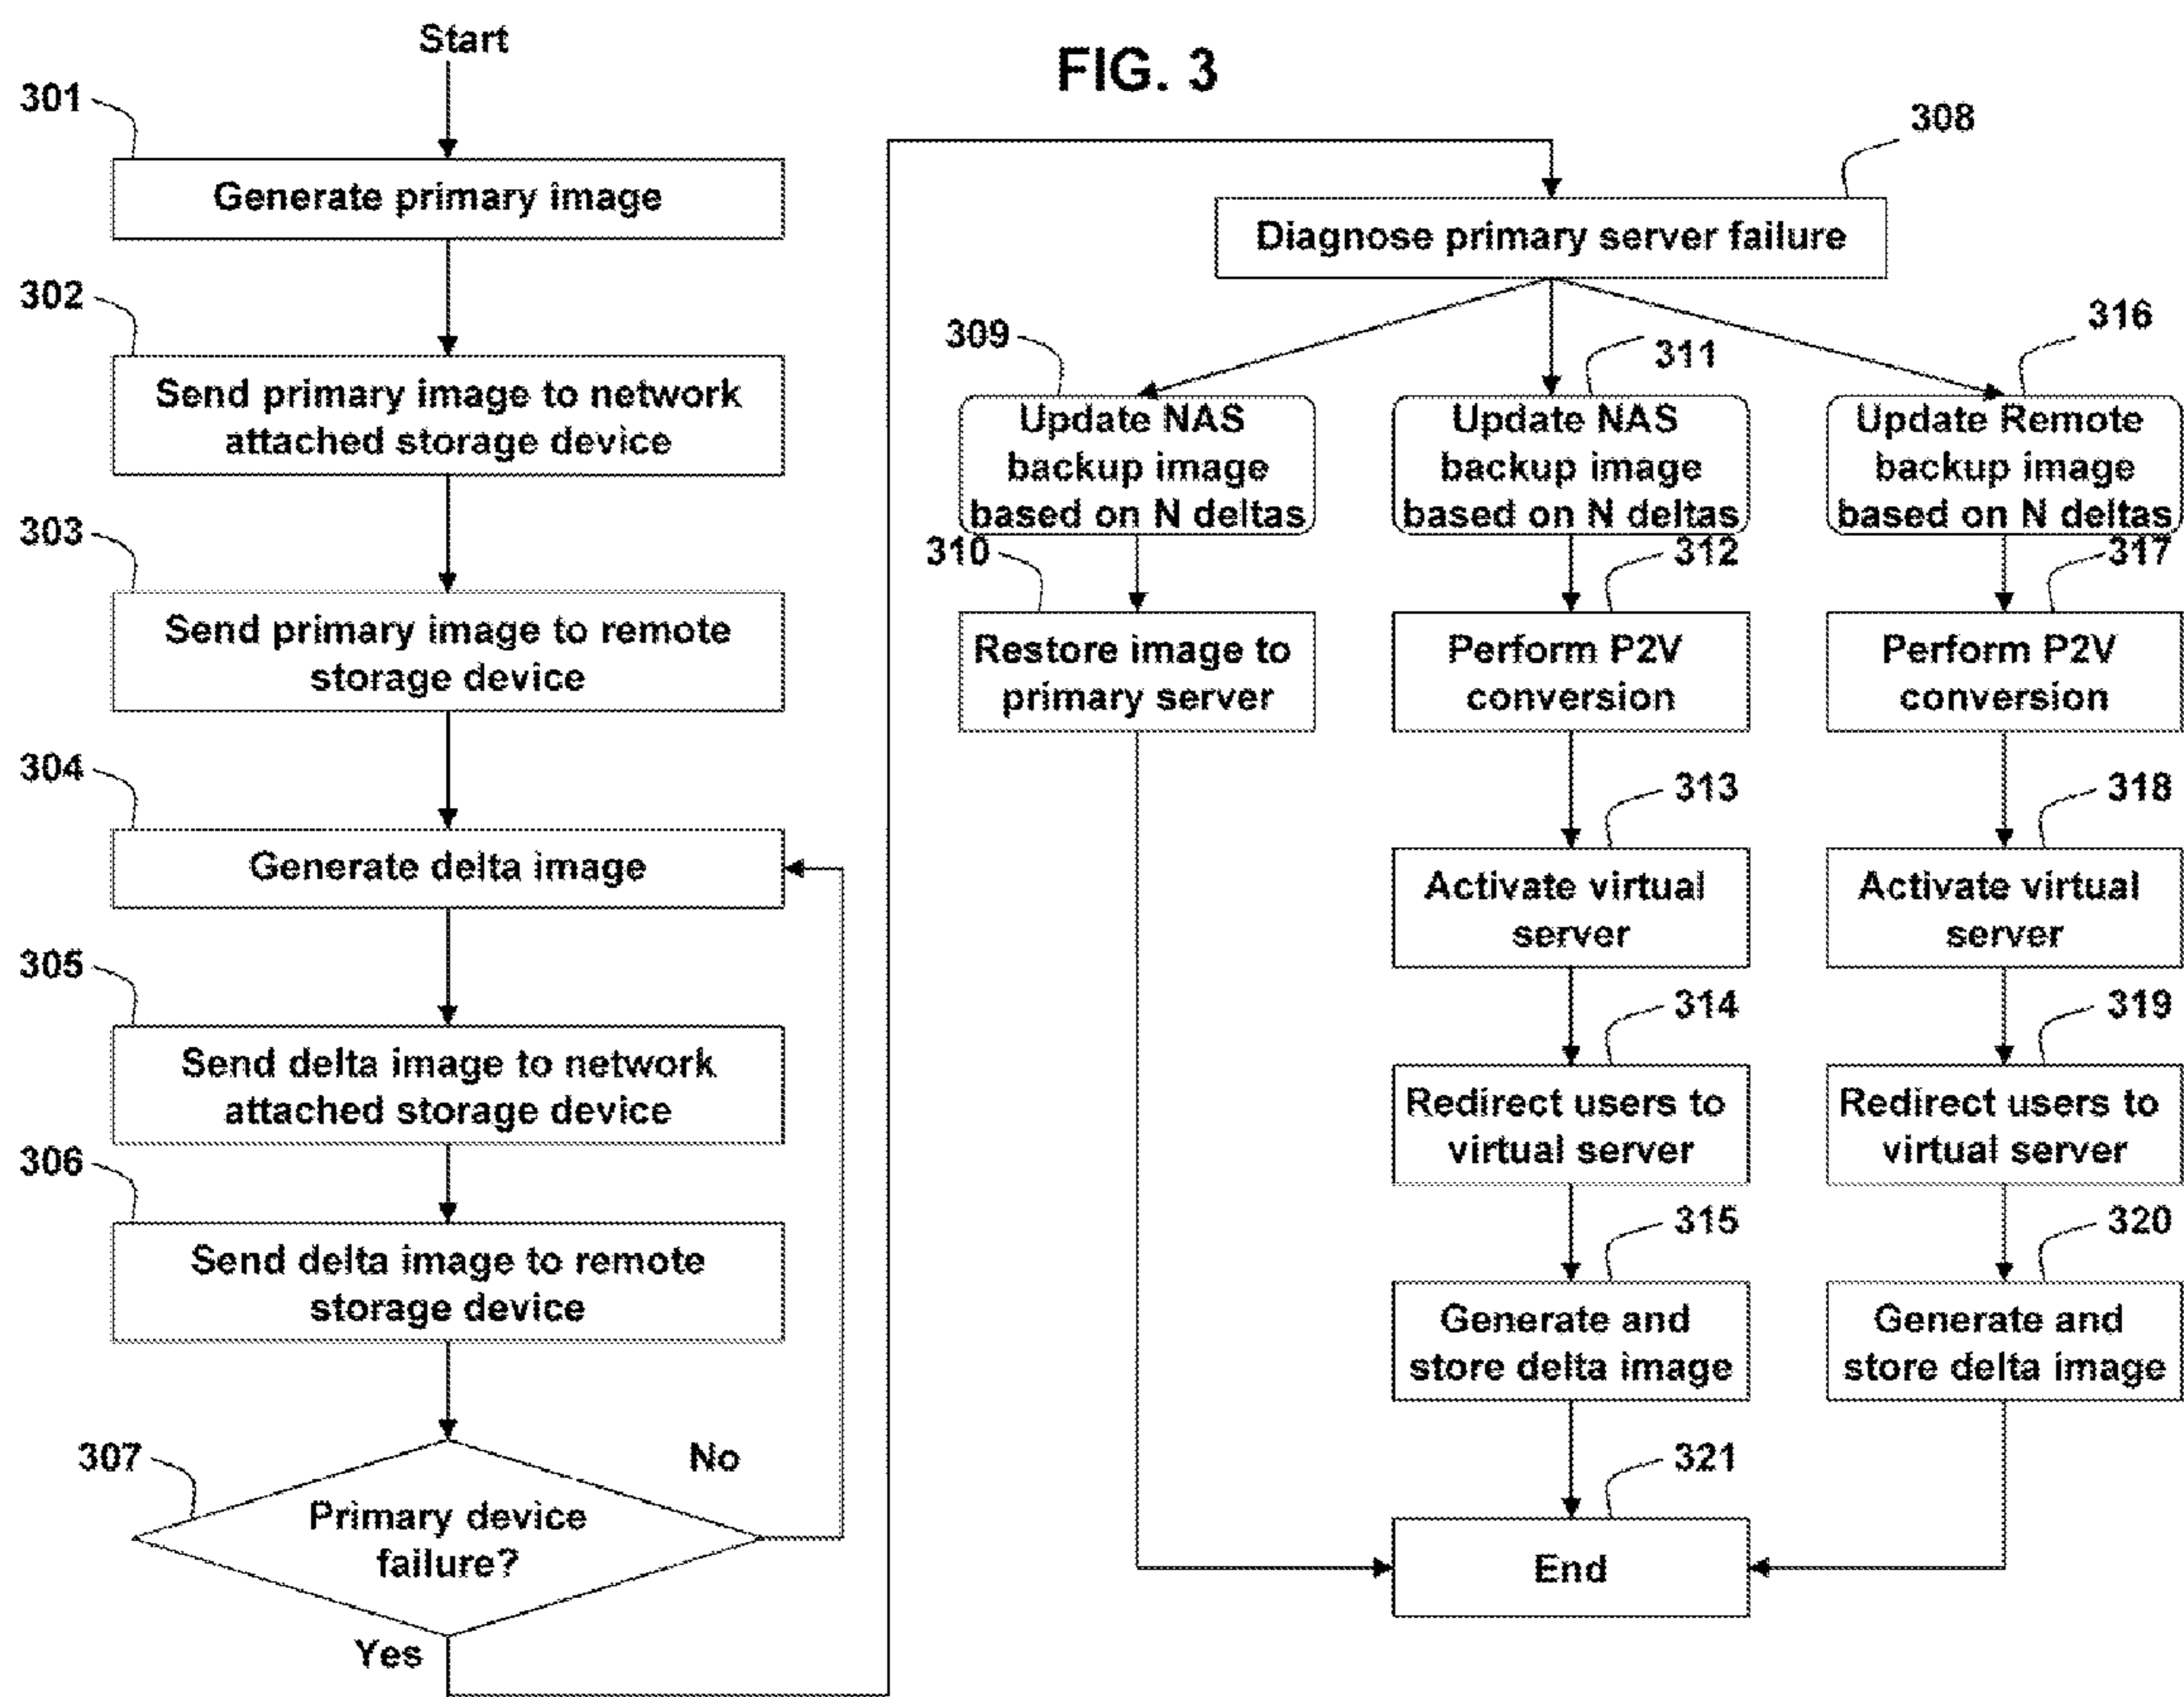 Start
FIG. 3
301
Generate primary image
302
Send primary image to network
attached storage device
303
Send primary image to remote
storage device
304
Generate delta image
305
Send delta image to network
attached storage device
306
Send delta image to remote
storage device
307
Primary device
failure?
No
Yes
308
Diagnose primary server failure
309
Update NAS
backup image
based on N deltas
310
Restore image to
primary server
311
Update NAS
backup image
based on N deltas
312
Perform P2V
conversion
313
Activate virtual
server
314
Redirect users to
virtual server
315
Generate and
store delta image
316
Update Remote
backup image
based on N deltas
317
Perform P2V
conversion
318
Activate virtual
server
319
Redirect users to
virtual server
320
Generate and
store delta image
321
End